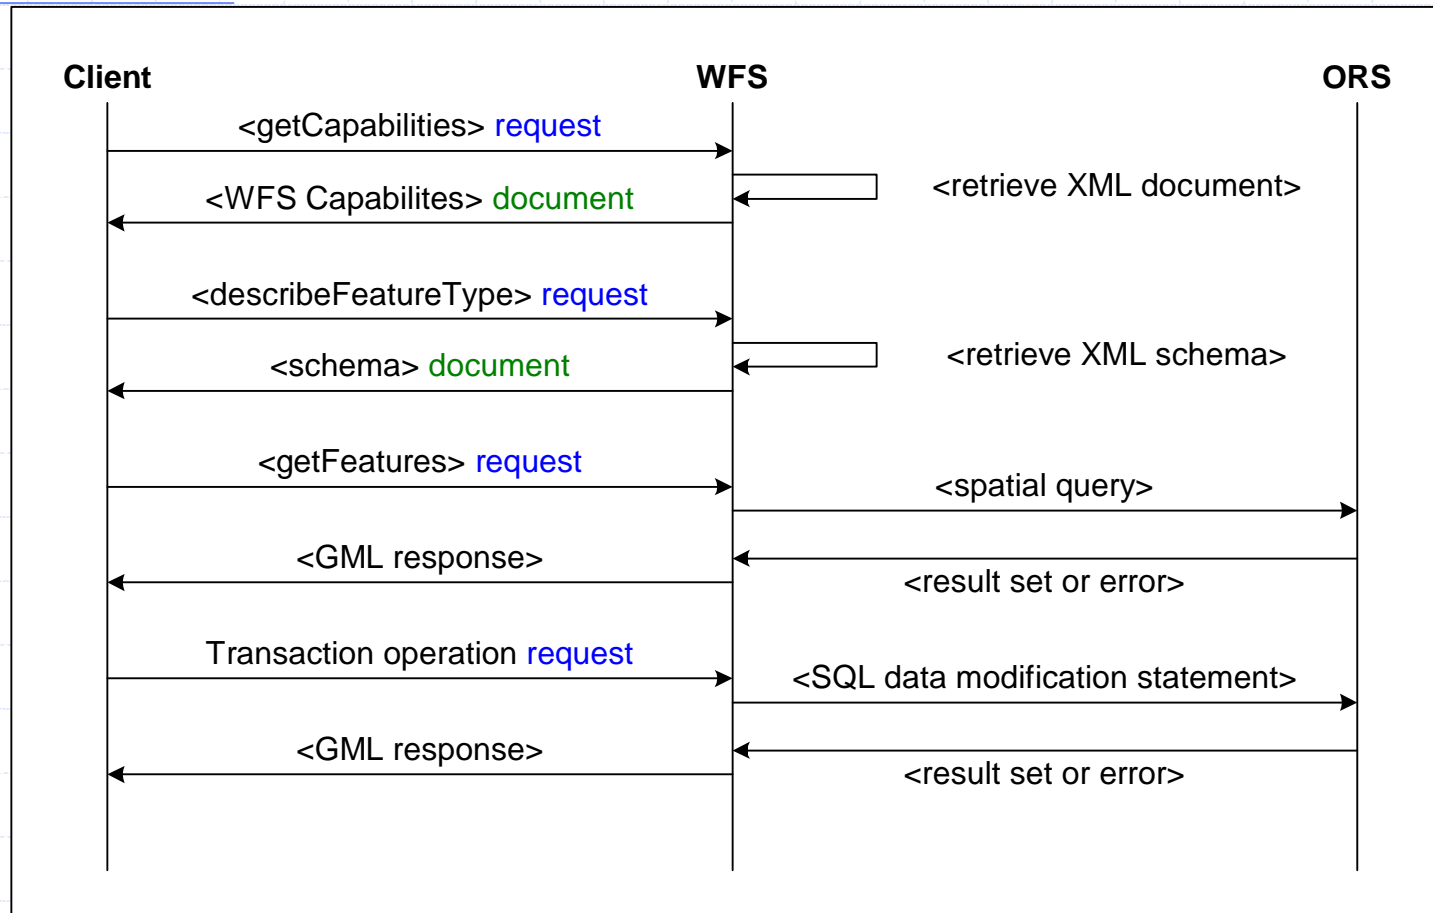 Client WFS ORS
<getCapabilities> request
<retrieve XML document>
<WFS Capabilites> document
<describeFeatureType> request
<retrieve XML schema>
<schema> document
<getFeatures> request
<spatial query>
<GML response>
<result set or error>
Transaction operation request
<SQL data modification statement>
<GML response>
<result set or error>